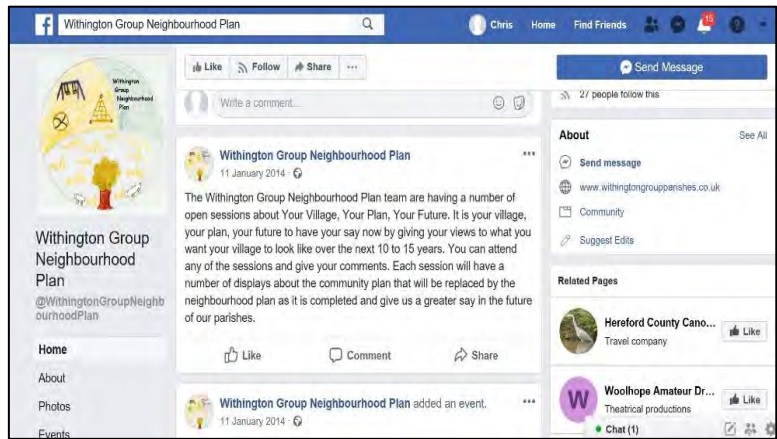 Withington Group Neighbourhood Plan
Chris Home Find Friends 15
Like Follow Share ...
Send Message
Write a comment...
27 people follow this
Withington
Group
Neighbourhood
Plan
Withington Group
Neighbourhood
Plan
@WithingtonGroupNeighb
ourhoodPlan
Home
About
Photos
Events
Withington Group Neighbourhood Plan
11 January 2014 ·
The Withington Group Neighbourhood Plan team are having a number of
open sessions about Your Village, Your Plan, Your Future. It is your village,
your plan, your future to have your say now by giving your views to what you
want your village to look like over the next 10 to 15 years. You can attend
any of the sessions and give your comments. Each session will have a
number of displays about the community plan that will be replaced by the
neighbourhood plan as it is completed and give us a greater say in the future
of our parishes.
Like Comment Share
Withington Group Neighbourhood Plan added an event.
11 January 2014 ·
About See All
Send message
www.withingtongroupparishes.co.uk
Community
Suggest Edits
Related Pages
Hereford County Cano...
Travel company
Like
W
Woolhope Amateur Dr...
Theatrical productions
Like
Chat (1)